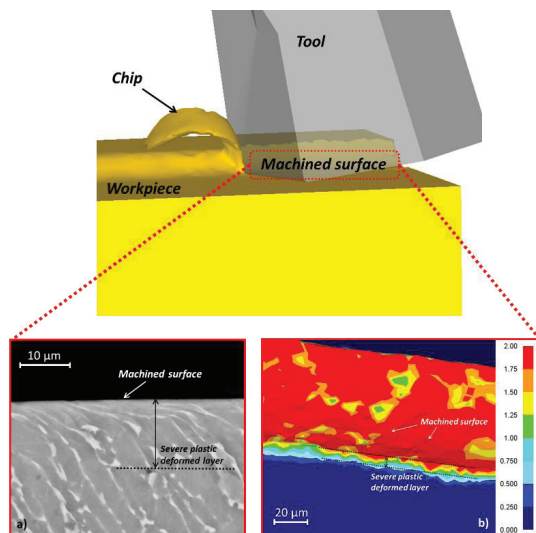 Tool
Chip
Machined surface
Workpiece
10 µm
Machined surface
Severe plastic
deformed layer
a)
Machined surface
Severe plastic
deformed layer
20 µm
b)
2.00
1.75
1.50
1.25
1.00
0.750
0.500
0.250
0.000